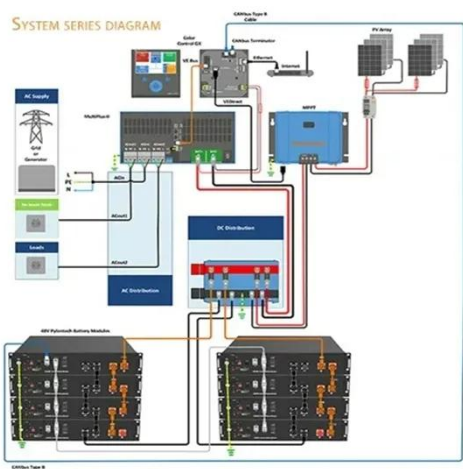 SYSTEM SERIES DIAGRAM
CANbus Type B
Cable
Color
Control GX
CANbus Terminator
PV Array
VE Bus
Ethernet
Internet
AC Supply
VEDirect
MPPT
MultiPlus-II
Grid
or
Generator
L
PE
N
ACin
ACout1
Loads
ACout2
DC Distribution
AC Distribution
48V Pylontech Battery Modules
CANbus Type B